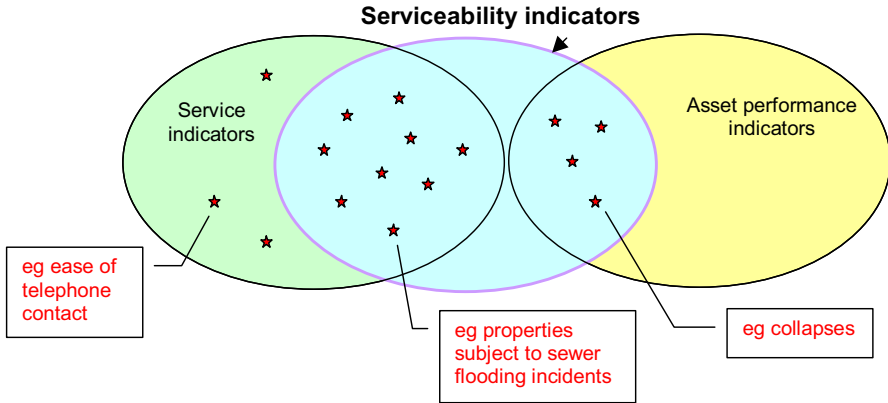 Serviceability indicators
Service
indicators
Asset performance
indicators
eg ease of
telephone
contact
eg properties
subject to sewer
flooding incidents
eg collapses